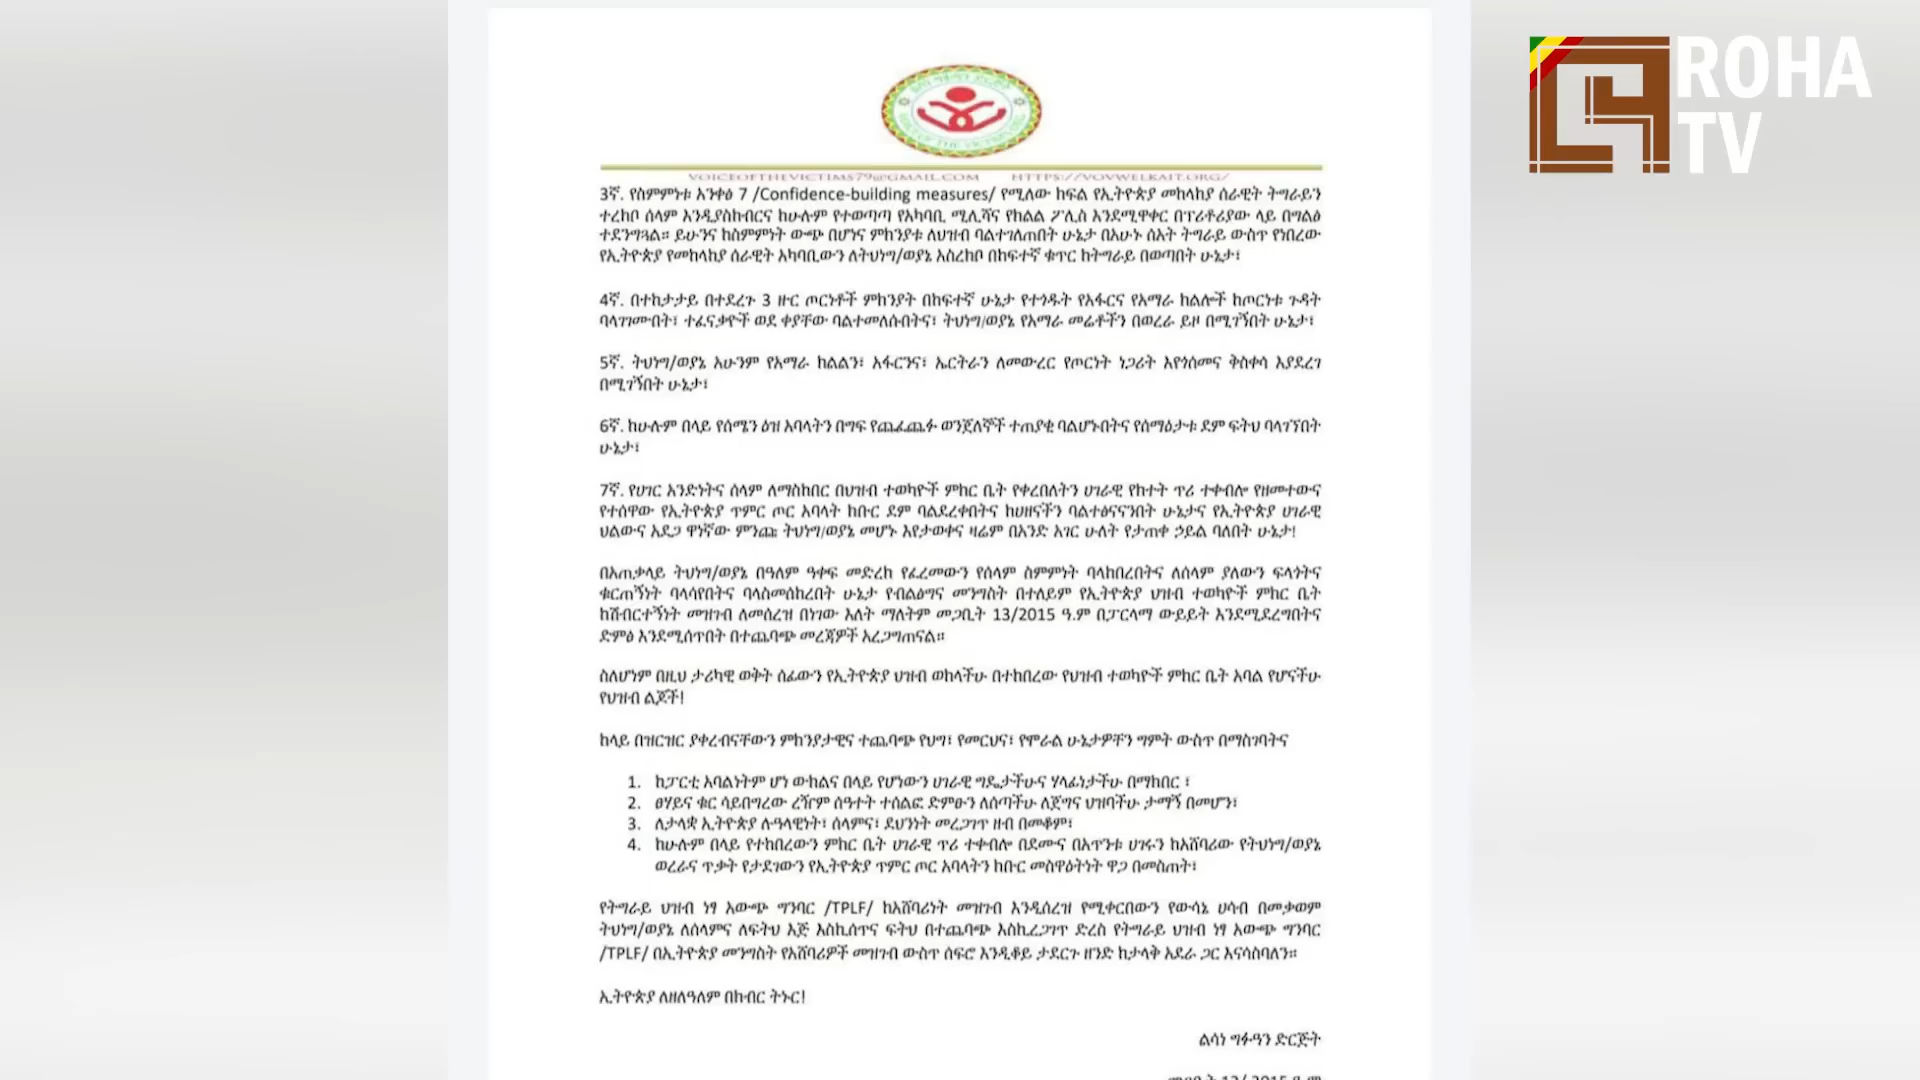 ROHA
TV
VOICEOFTHEVICTIMS79@GMAIL.COM HTTPS://VOVWELKAIT.ORG/
3ኛ. የስምምነቱ አንቀፅ 7 /Confidence-building measures/ የሚለው ክፍል የኢትዮጵያ መከላከያ ሰራዊት ትግራይን
ተረክቦ ሰላም እንዲያስከብርና ከሁሉም የተወጣጣ የአካባቢ ሚሊሻና የክልል ፖሊስ እንደሚዋቀር በፕሪቶሪያው ላይ በግልፅ
ተደንግጓል። ይሁንና ከስምምነት ውጭ በሆነና ምክንያቱ ለህዝብ ባልተገለጠበት ሁኔታ በአሁኑ ሰአት ትግራይ ውስጥ የነበረው
የኢትዮጵያ የመከላከያ ሰራዊት አካባቢውን ለትህነግ/ወያኔ አስረክቦ በከፍተኛ ቁጥር ከትግራይ በወጣበት ሁኔታ፣
4ኛ. በተከታታይ በተደረጉ 3 ዙር ጦርነቶች ምክንያት በከፍተኛ ሁኔታ የተጎዱት የአፋርና የአማራ ክልሎች ከጦርነቱ ጉዳት
ባላገገሙበት፣ ተፈናቃዮች ወደ ቀያቸው ባልተመለሱበትና፣ ትህነግ/ወያኔ የአማራ መሬቶችን በወረራ ይዞ በሚገኝበት ሁኔታ፣
5ኛ. ትህነግ/ወያኔ አሁንም የአማራ ክልልን፣ አፋርንና፣ ኤርትራን ለመውረር የጦርነት ነጋሪት እየጎሰመና ቅስቀሳ እያደረገ
በሚገኝበት ሁኔታ፣
6ኛ. ከሁሉም በላይ የሰሜን ዕዝ አባላትን በግፍ የጨፈጨፉ ወንጀለኞች ተጠያቂ ባልሆኑበትና የሰማዕታቱ ደም ፍትህ ባላገኘበት
ሁኔታ፣
7ኛ. የሀገር አንድነትና ሰላም ለማስከበር በህዝብ ተወካዮች ምክር ቤት የቀረበለትን ሀገራዊ የክተት ጥሪ ተቀብሎ የዘመተውና
የተሰዋው የኢትዮጵያ ጥምር ጦር አባላት ክቡር ደም ባልደረቀበትና ከሀዘናችን ባልተፅናናንበት ሁኔታና የኢትዮጵያ ሀገራዊ
ህልውና አደጋ ዋነኛው ምንጩ ትህነግ/ወያኔ መሆኑ እየታወቀና ዛሬም በአንድ አገር ሁለት የታጠቀ ኃይል ባለበት ሁኔታ!
በአጠቃላይ ትህነግ/ወያኔ በዓለም ዓቀፍ መድረክ የፈረመውን የሰላም ስምምነት ባላከበረበትና ለሰላም ያለውን ፍላጎትና
ቁርጠኝነት ባላሳየበትና ባላስመሰከረበት ሁኔታ የብልፅግና መንግስት በተለይም የኢትዮጵያ ህዝብ ተወካዮች ምክር ቤት
ከሽብርተኝነት መዝገብ ለመሰረዝ በነገው እለት ማለትም መጋቢት 13/2015 ዓ.ም በፓርላማ ውይይት እንደሚደረግበትና
ድምፅ እንደሚሰጥበት በተጨባጭ መረጃዎች አረጋግጠናል።
ስለሆነም በዚህ ታሪካዊ ወቅት ሰፊውን የኢትዮጵያ ህዝብ ወክላችሁ በተከበረው የህዝብ ተወካዮች ምክር ቤት አባል የሆናችሁ
የህዝብ ልጆች!
ከላይ በዝርዝር ያቀረብናቸውን ምክንያታዊና ተጨባጭ የህግ፣ የመርህና፣ የሞራል ሁኔታዎቸን ግምት ውስጥ በማስገባትና
1. ከፓርቲ አባልነትም ሆነ ውክልና በላይ የሆነውን ሀገራዊ ግዴታችሁና ሃላፊነታችሁ በማክበር ፣
2. ፀሃይና ቁር ሳይበግረው ረዥም ሰዓተት ተሰልፎ ድምፁን ለሰጣችሁ ለጀግና ህዝባችሁ ታማኝ በመሆን፣
3. ለታላቋ ኢትዮጵያ ሉዓላዊነት፣ ሰላምና፣ ደህንነት መረጋገጥ ዘብ በመቆም፣
4. ከሁሉም በላይ የተከበረውን ምክር ቤት ሀገራዊ ጥሪ ተቀብሎ በደሙና በአጥንቱ ሀገሩን ከአሸባሪው የትህነግ/ወያኔ
ወረራና ጥቃት የታደገውን የኢትዮጵያ ጥምር ጦር አባላትን ክቡር መስዋዕትነት ዋጋ በመስጠት፣
የትግራይ ህዝብ ነፃ አውጭ ግንባር /TPLF/ ከአሸባሪነት መዝገብ እንዲሰረዝ የሚቀርበውን የውሳኔ ሀሳብ በመቃወም
ትህነግ/ወያኔ ለሰላምና ለፍትህ እጅ እስኪሰጥና ፍትህ በተጨባጭ እስኪረጋገጥ ድረስ የትግራይ ህዝብ ነፃ አውጭ ግንባር
/TPLF/ በኢትዮጵያ መንግስት የአሸባሪዎች መዝገብ ውስጥ ሰፍሮ እንዲቆይ ታደርጉ ዘንድ ከታላቅ አደራ ጋር እናሳስባለን።
ኢትዮጵያ ለዘለዓለም በክብር ትኑር!
ልሳነ ግፉዓን ድርጅት